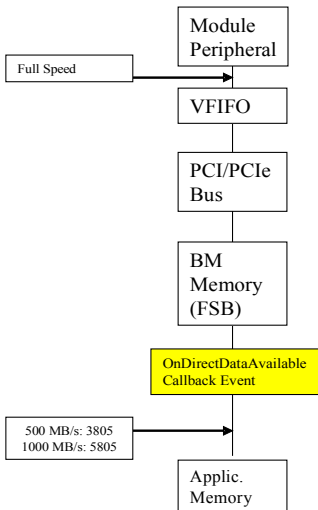 Module
Peripheral
Full Speed
VFIFO
PCI/PCIe
Bus
BM
Memory
(FSB)
OnDirectDataAvailable
Callback Event
500 MB/s: 3805
1000 MB/s: 5805
Applic.
Memory